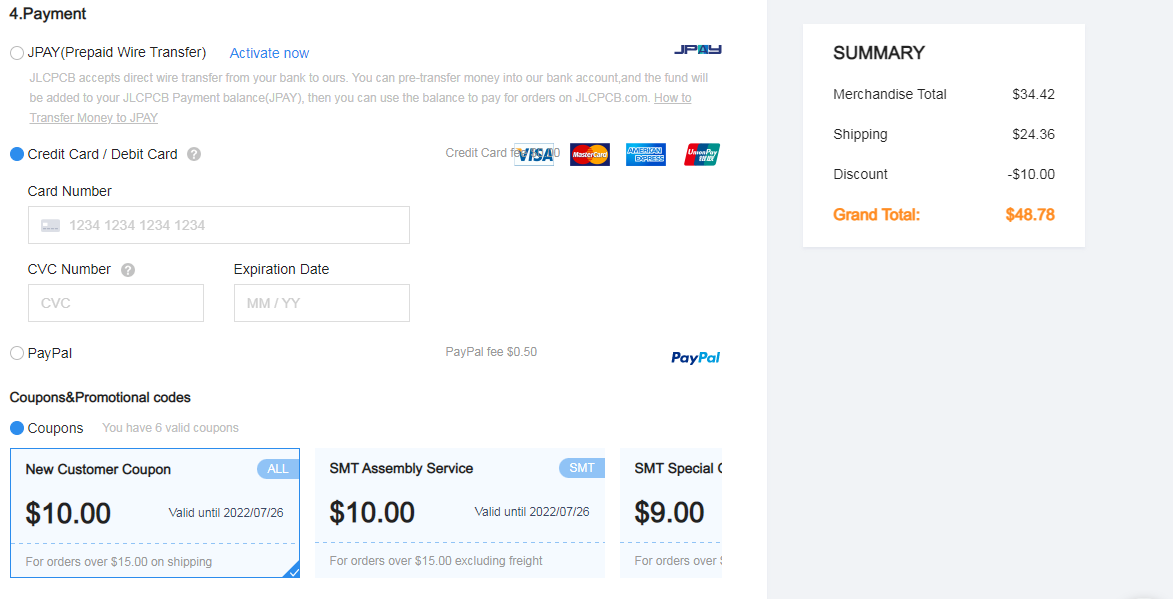 4.Payment
JPAY(Prepaid Wire Transfer) Activate now JPAY
JLCPCB accepts direct wire transfer from your bank to ours. You can pre-transfer money into our bank account,and the fund will
be added to your JLCPCB Payment balance(JPAY), then you can use the balance to pay for orders on JLCPCB.com. How to
Transfer Money to JPAY
Credit Card / Debit Card ? Credit Card VISA MasterCard AMERICAN EXPRESS UnionPay 银联
Card Number
1234 1234 1234 1234
CVC Number ? Expiration Date
CVC MM / YY
PayPal PayPal fee $0.50 PayPal
Coupons&Promotional codes
Coupons You have 6 valid coupons
New Customer Coupon ALL
$10.00 Valid until 2022/07/26
For orders over $15.00 on shipping
SMT Assembly Service SMT
$10.00 Valid until 2022/07/26
For orders over $15.00 excluding freight
SMT Special
$9.00
For orders over
SUMMARY
Merchandise Total $34.42
Shipping $24.36
Discount -$10.00
Grand Total: $48.78